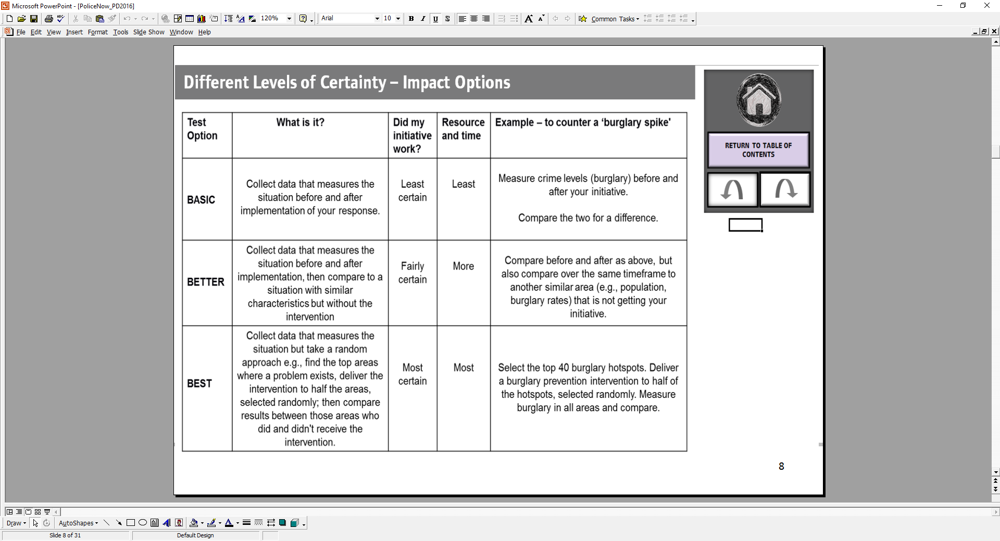 Microsoft PowerPoint - [PoliceNow_PD2016]
120%
Arial
10
B I U S
A A
Common Tasks
File Edit View Insert Format Tools Slide Show Window Help
Different Levels of Certainty – Impact Options
Test
Option
What is it?
Did my
initiative
work?
Resource
and time
Example – to counter a ‘burglary spike'
BASIC
Collect data that measures the
situation before and after
implementation of your response.
Least
certain
Least
Measure crime levels (burglary) before and
after your initiative.
Compare the two for a difference.
BETTER
Collect data that measures the
situation before and after
implementation, then compare to a
situation with similar
characteristics but without the
intervention
Fairly
certain
More
Compare before and after as above, but
also compare over the same timeframe to
another similar area (e.g., population,
burglary rates) that is not getting your
initiative.
BEST
Collect data that measures the
situation but take a random
approach e.g., find the top areas
where a problem exists, deliver the
intervention to half the areas,
selected randomly; then compare
results between those areas who
did and didn't receive the
intervention.
Most
certain
Most
Select the top 40 burglary hotspots. Deliver
a burglary prevention intervention to half of
the hotspots, selected randomly. Measure
burglary in all areas and compare.
RETURN TO TABLE OF
CONTENTS
8
Draw
AutoShapes
Slide 8 of 31
Default Design